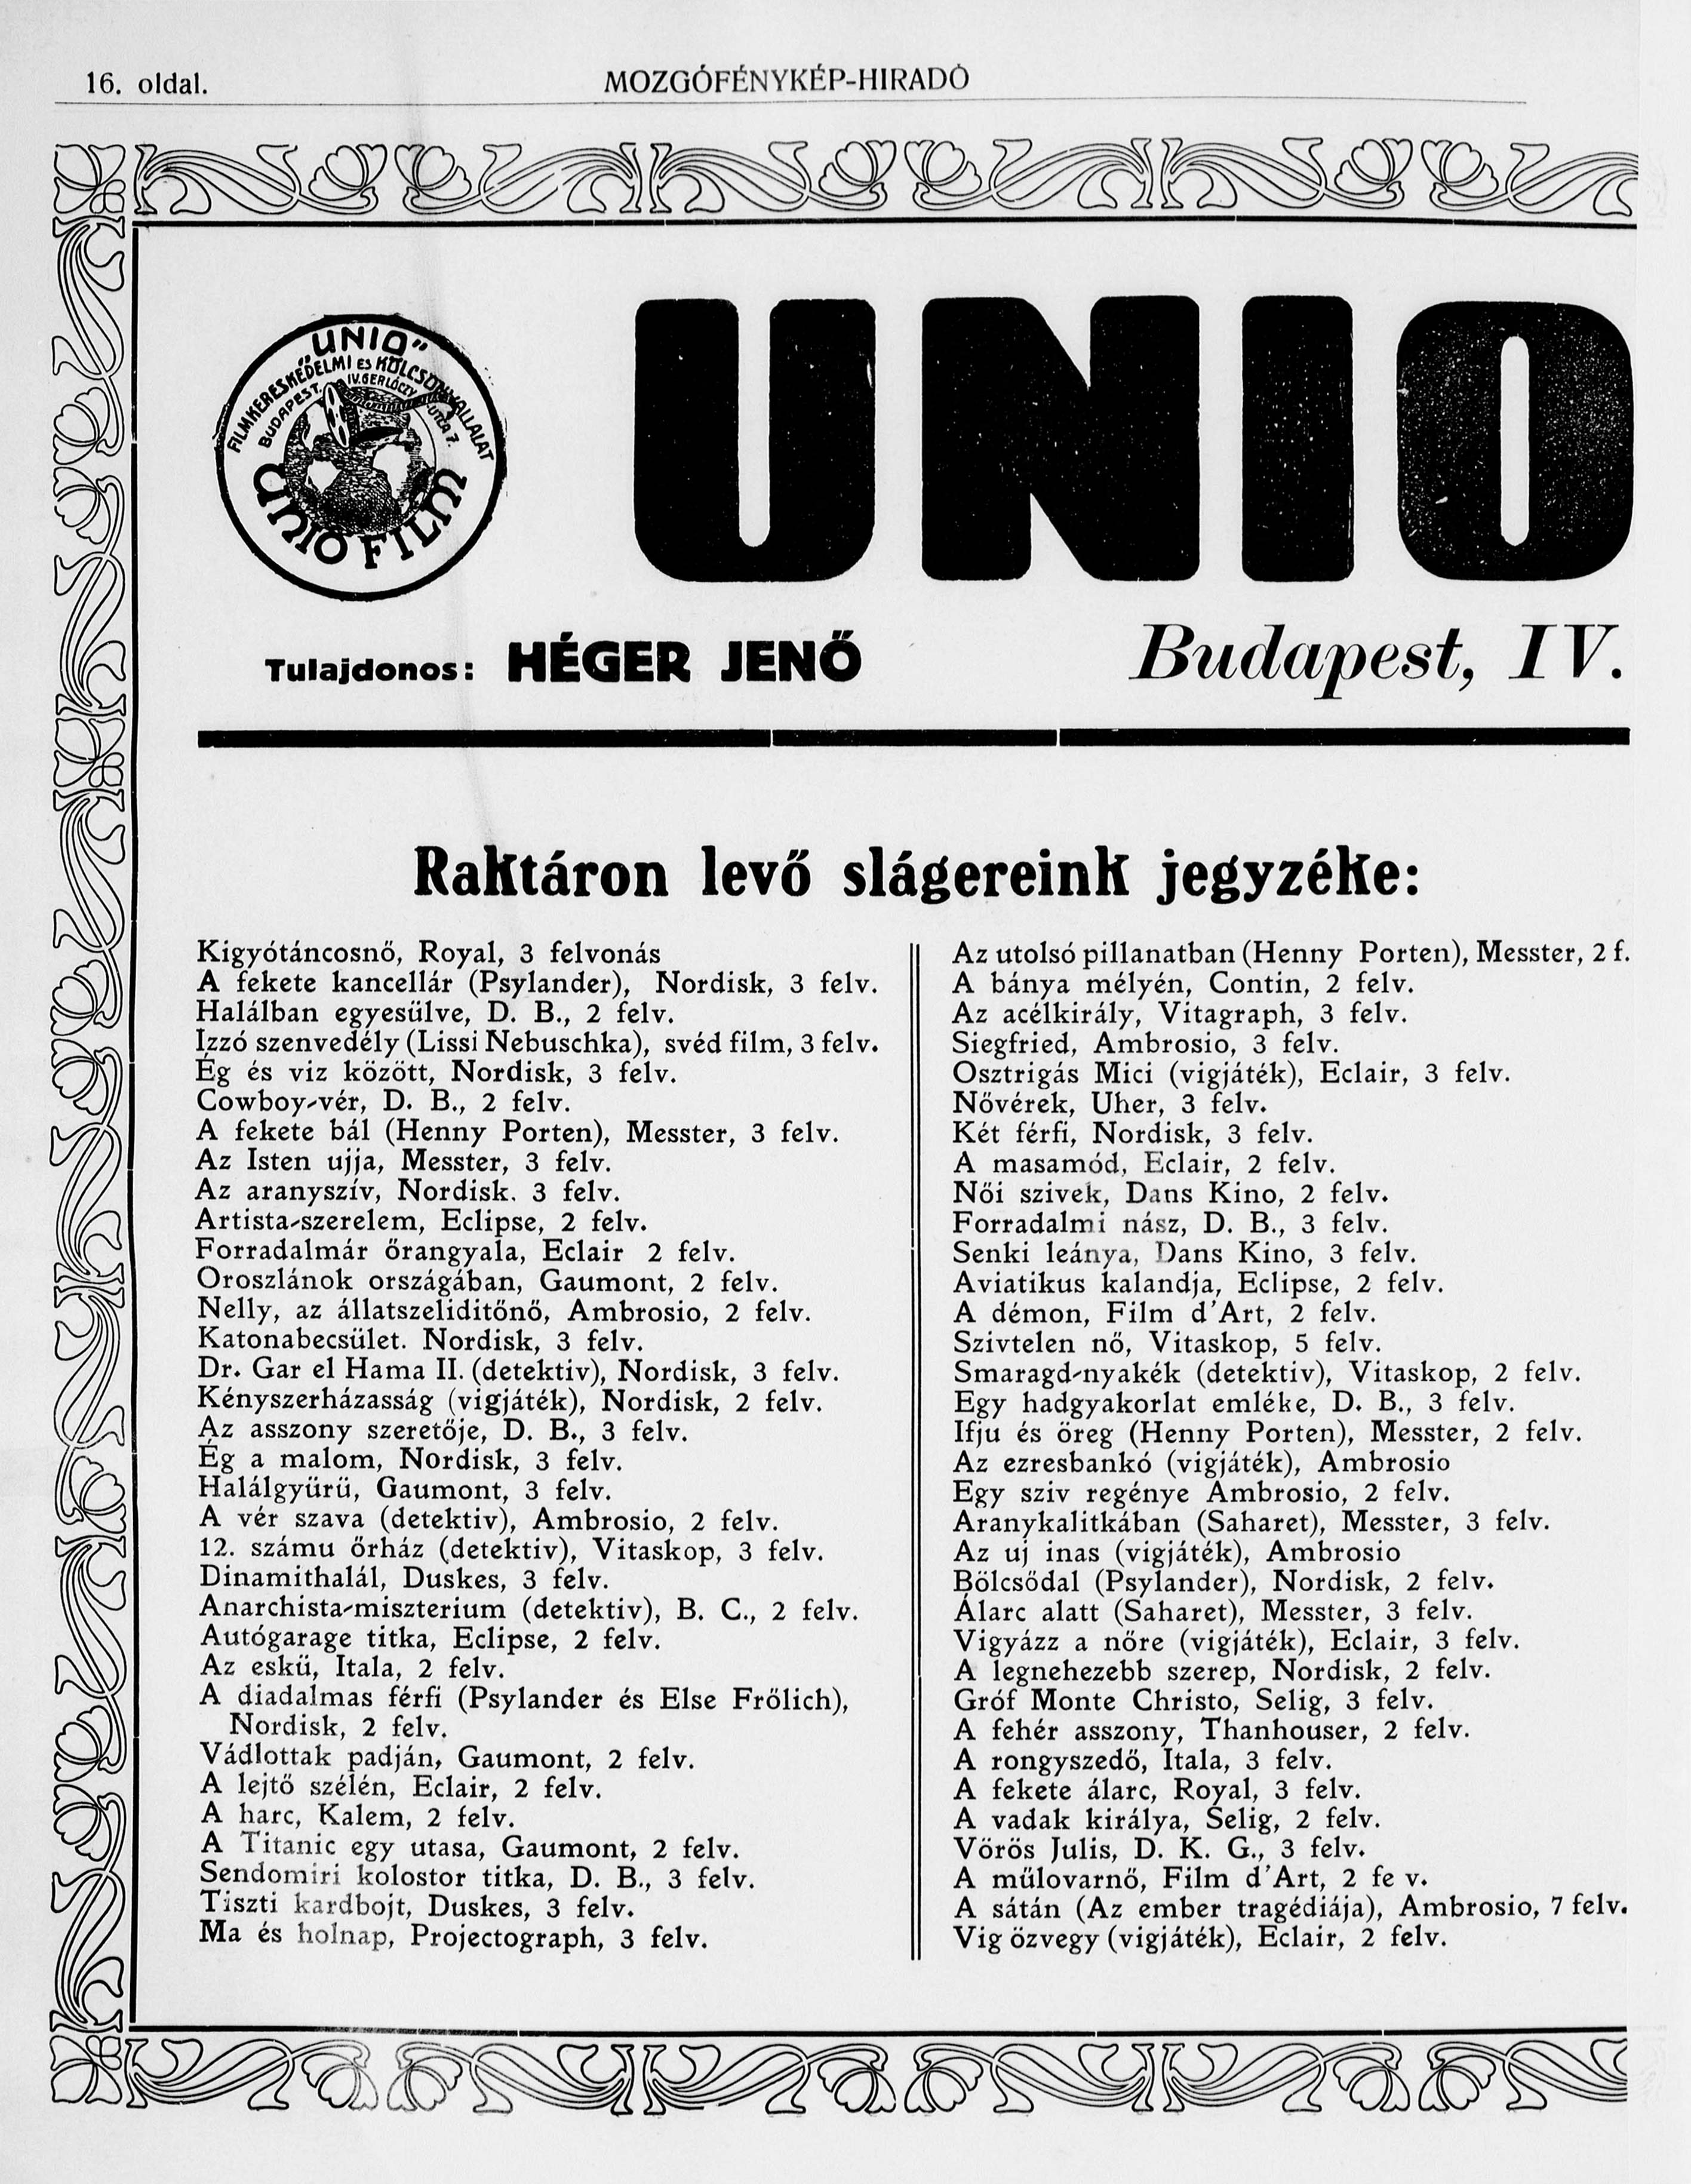 16. oldal.
MOZGÓFÉNYKÉP-HIRADÓ
„UNIO”
FILMKERESKEDELMI ES KÖLCSÖNVÁLLALAT
BUDAPEST, IV. GERLÓCZY UTCA 7.
UNIO FILM
UNIO
Tulajdonos: HÉGER JENŐ
Budapest, IV.
Raktáron levő slágereink jegyzéke:
Kigyótáncosnő, Royal, 3 felvonás
A fekete kancellár (Psylander), Nordisk, 3 felv.
Halálban egyesülve, D. B., 2 felv.
Izzó szenvedély (Lissi Nebuschka), svéd film, 3 felv.
Ég és viz között, Nordisk, 3 felv.
Cowboy-vér, D. B., 2 felv.
A fekete bál (Henny Porten), Messter, 3 felv.
Az Isten ujja, Messter, 3 felv.
Az aranyszív, Nordisk. 3 felv.
Artista-szerelem, Eclipse, 2 felv.
Forradalmár őrangyala, Eclair 2 felv.
Oroszlánok országában, Gaumont, 2 felv.
Nelly, az állatszeliditőnő, Ambrosio, 2 felv.
Katonabecsület. Nordisk, 3 felv.
Dr. Gar el Hama II. (detektiv), Nordisk, 3 felv.
Kényszerházasság (vigjáték), Nordisk, 2 felv.
Az asszony szeretője, D. B., 3 felv.
Ég a malom, Nordisk, 3 felv.
Halálgyürü, Gaumont, 3 felv.
A vér szava (detektiv), Ambrosio, 2 felv.
12. számu őrház (detektiv), Vitaskop, 3 felv.
Dinamithalál, Duskes, 3 felv.
Anarchista-miszterium (detektiv), B. C., 2 felv.
Autógarage titka, Eclipse, 2 felv.
Az eskü, Itala, 2 felv.
A diadalmas férfi (Psylander és Else Frőlich),
Nordisk, 2 felv.
Vádlottak padján, Gaumont, 2 felv.
A lejtő szélén, Eclair, 2 felv.
A harc, Kalem, 2 felv.
A Titanic egy utasa, Gaumont, 2 felv.
Sendomiri kolostor titka, D. B., 3 felv.
Tiszti kardbojt, Duskes, 3 felv.
Ma és holnap, Projectograph, 3 felv.
Az utolsó pillanatban (Henny Porten), Messter, 2 f.
A bánya mélyén, Contin, 2 felv.
Az acélkirály, Vitagraph, 3 felv.
Siegfried, Ambrosio, 3 felv.
Osztrigás Mici (vigjáték), Eclair, 3 felv.
Nővérek, Uher, 3 felv.
Két férfi, Nordisk, 3 felv.
A masamód, Eclair, 2 felv.
Női szivek, Dans Kino, 2 felv.
Forradalmi nász, D. B., 3 felv.
Senki leánya, Dans Kino, 3 felv.
Aviatikus kalandja, Eclipse, 2 felv.
A démon, Film d'Art, 2 felv.
Szivtelen nő, Vitaskop, 5 felv.
Smaragd-nyakék (detektiv), Vitaskop, 2 felv.
Egy hadgyakorlat emléke, D. B., 3 felv.
Ifju és öreg (Henny Porten), Messter, 2 felv.
Az ezresbankó (vigjáték), Ambrosio
Egy sziv regénye Ambrosio, 2 felv.
Aranykalitkában (Saharet), Messter, 3 felv.
Az uj inas (vigjáték), Ambrosio
Bölcsődal (Psylander), Nordisk, 2 felv.
Álarc alatt (Saharet), Messter, 3 felv.
Vigyázz a nőre (vigjáték), Eclair, 3 felv.
A legnehezebb szerep, Nordisk, 2 felv.
Gróf Monte Christo, Selig, 3 felv.
A fehér asszony, Thanhouser, 2 felv.
A rongyszedő, Itala, 3 felv.
A fekete álarc, Royal, 3 felv.
A vadak királya, Selig, 2 felv.
Vörös Julis, D. K. G., 3 felv.
A műlovarnő, Film d'Art, 2 fe v.
A sátán (Az ember tragédiája), Ambrosio, 7 felv.
Vig özvegy (vigjáték), Eclair, 2 felv.